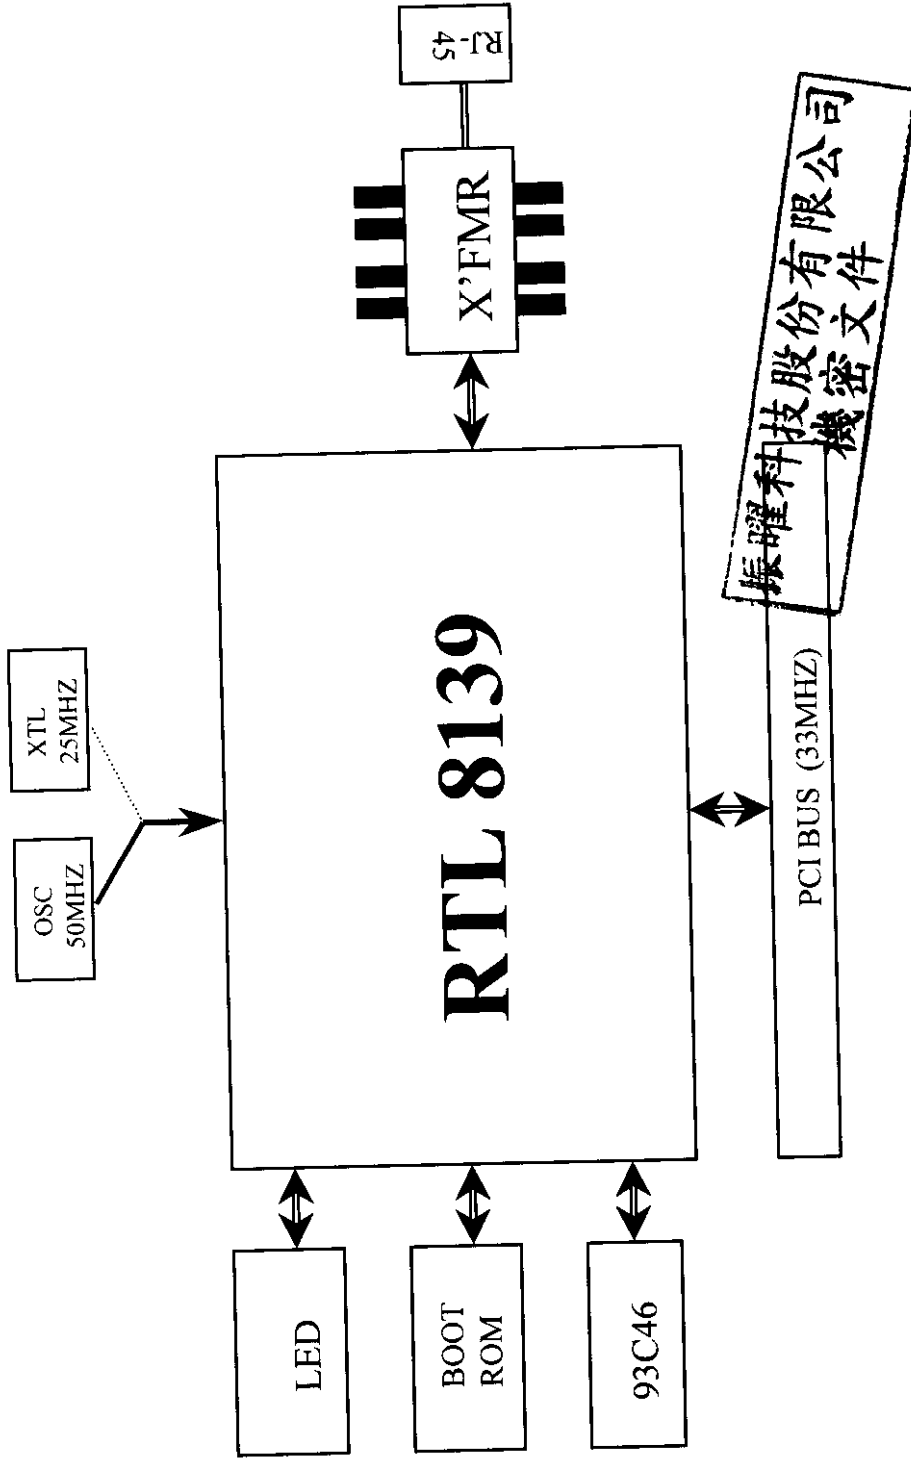 OSC
50MHZ
XTL
25MHZ
LED
BOOT
ROM
93C46
RTL 8139
X'FMR
RJ-
45
PCI BUS (33MHZ)
振曜科技股份有限公司
機密文件